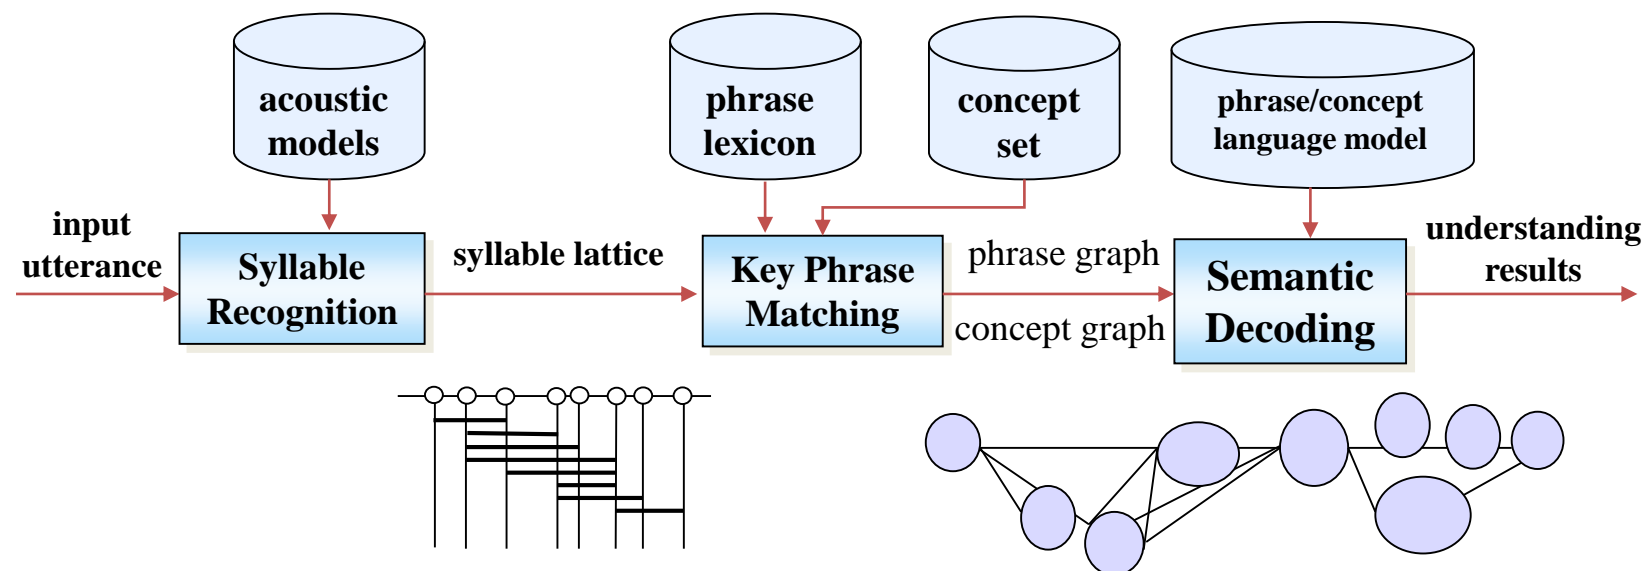 acoustic
models
phrase
lexicon
concept
set
phrase/concept
language model
input
utterance
Syllable
Recognition
syllable lattice
Key Phrase
Matching
phrase graph
concept graph
Semantic
Decoding
understanding
results